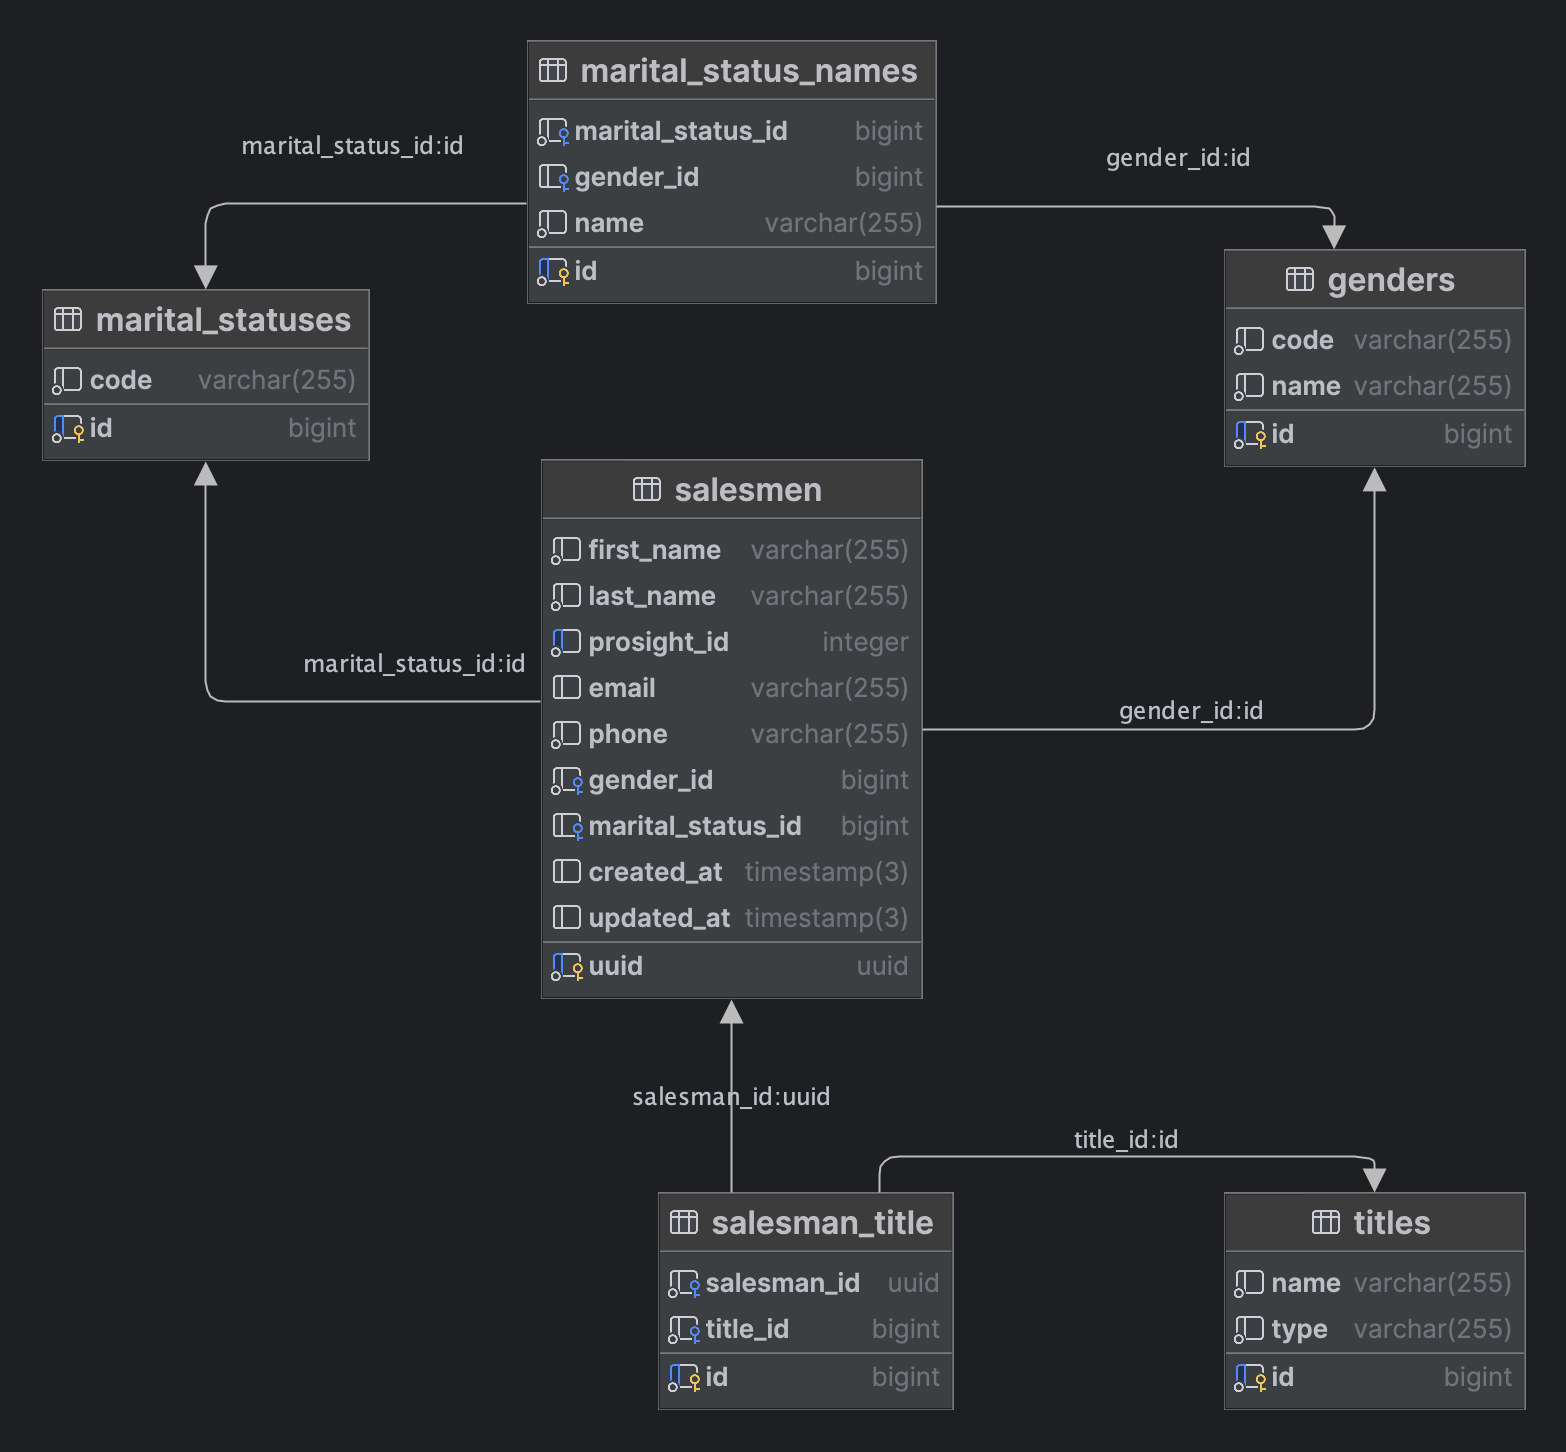 marital_status_names
marital_status_id bigint
gender_id bigint
name varchar(255)
id bigint
marital_status_id:id
gender_id:id
marital_statuses
code varchar(255)
id bigint
genders
code varchar(255)
name varchar(255)
id bigint
salesmen
first_name varchar(255)
last_name varchar(255)
prosight_id integer
email varchar(255)
phone varchar(255)
gender_id bigint
marital_status_id bigint
created_at timestamp(3)
updated_at timestamp(3)
uuid uuid
marital_status_id:id
gender_id:id
salesman_id:uuid
title_id:id
salesman_title
salesman_id uuid
title_id bigint
id bigint
titles
name varchar(255)
type varchar(255)
id bigint